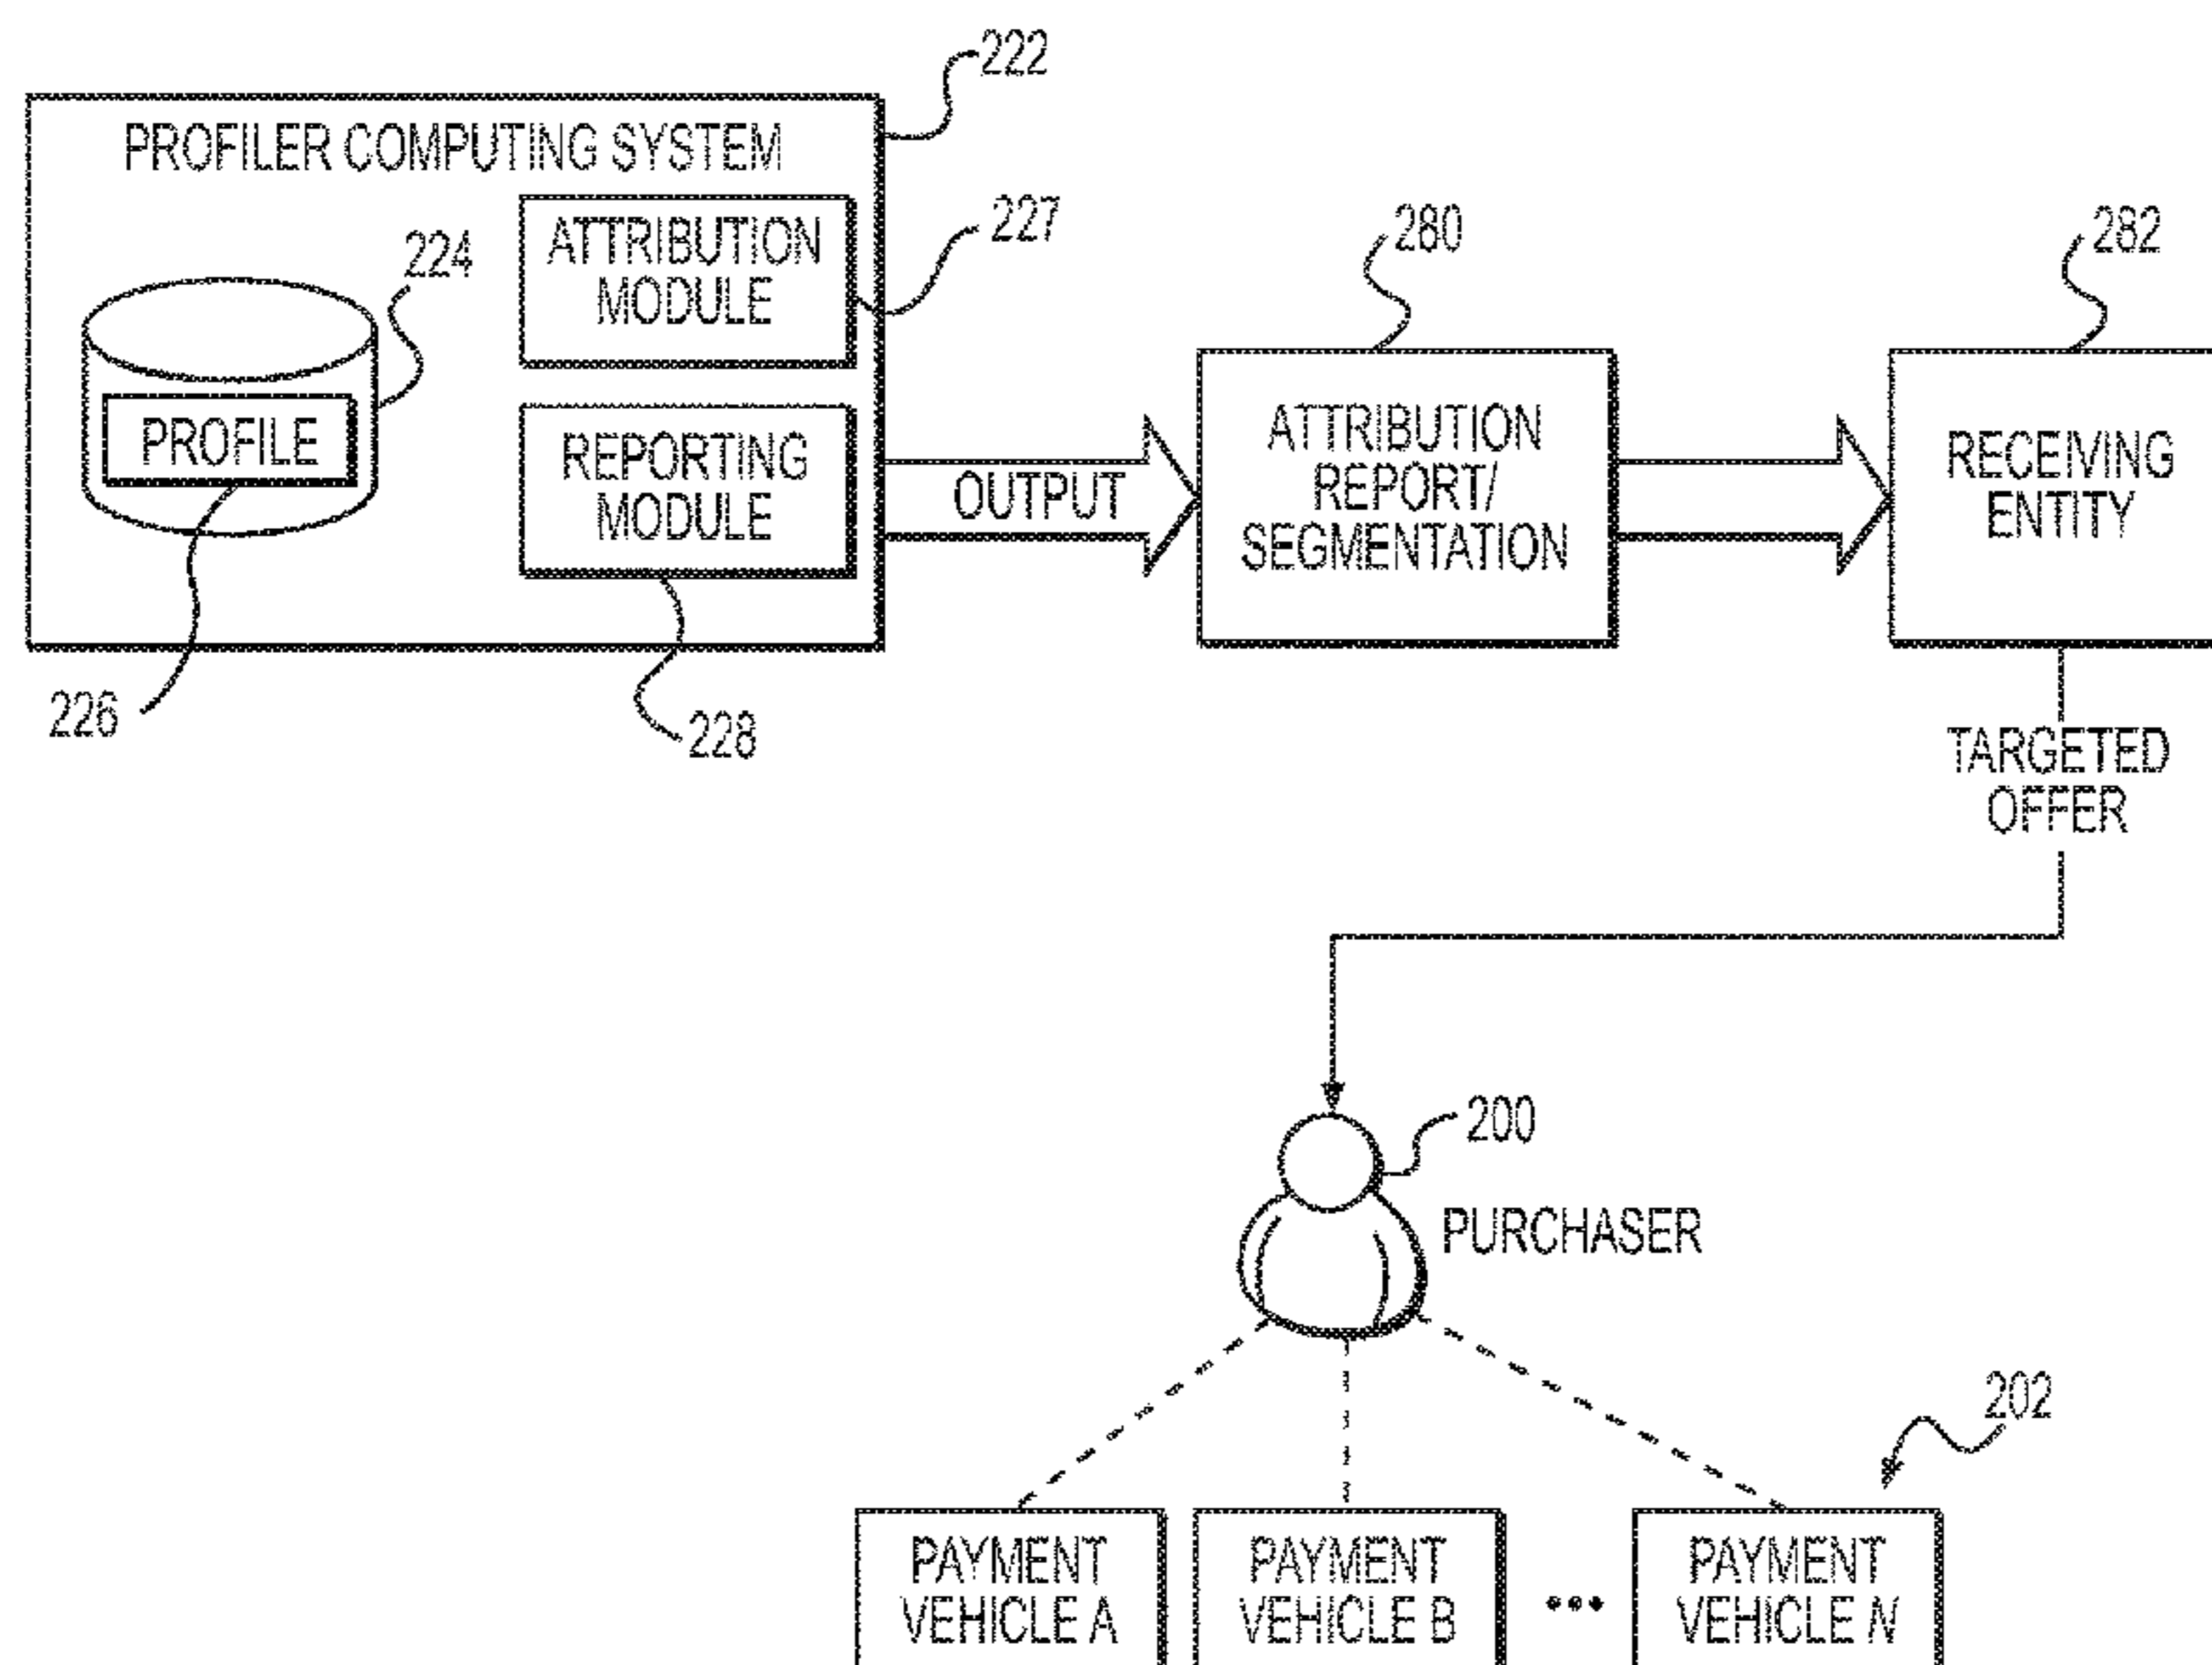 222
PROFILER COMPUTING SYSTEM
ATTRIBUTION
MODULE
227
224
PROFILE
REPORTING
MODULE
226
228
OUTPUT
280
ATTRIBUTION
REPORT/
SEGMENTATION
282
RECEIVING
ENTITY
TARGETED
OFFER
200
PURCHASER
202
PAYMENT
VEHICLE A
PAYMENT
VEHICLE B
•••
PAYMENT
VEHICLE N